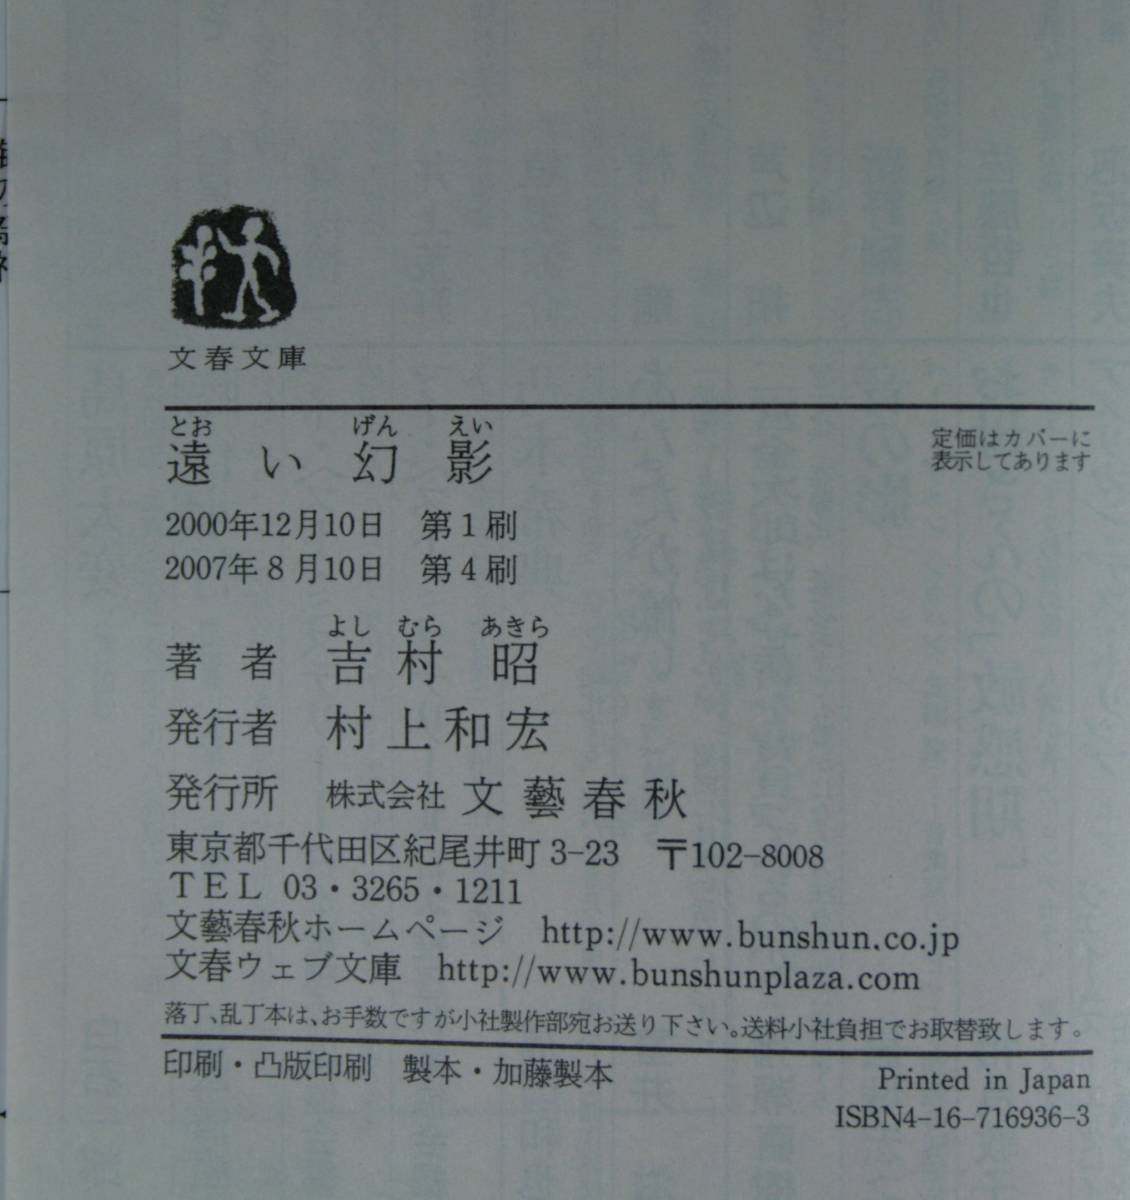 文春文庫
とお げん えい
遠い幻影
定価はカバーに
表示してあります
2000年12月10日 第1刷
2007年8月10日 第4刷
よし むら あきら
著者 吉村 昭
発行者 村上和宏
発行所 株式会社 文藝春秋
東京都千代田区紀尾井町3-23 〒102-8008
TEL 03・3265・1211
文藝春秋ホームページ http://www.bunshun.co.jp
文春ウェブ文庫 http://www.bunshunplaza.com
落丁、乱丁本は、お手数ですが小社製作部宛お送り下さい。送料小社負担でお取替致します。
印刷・凸版印刷 製本・加藤製本
Printed in Japan
ISBN4-16-716936-3